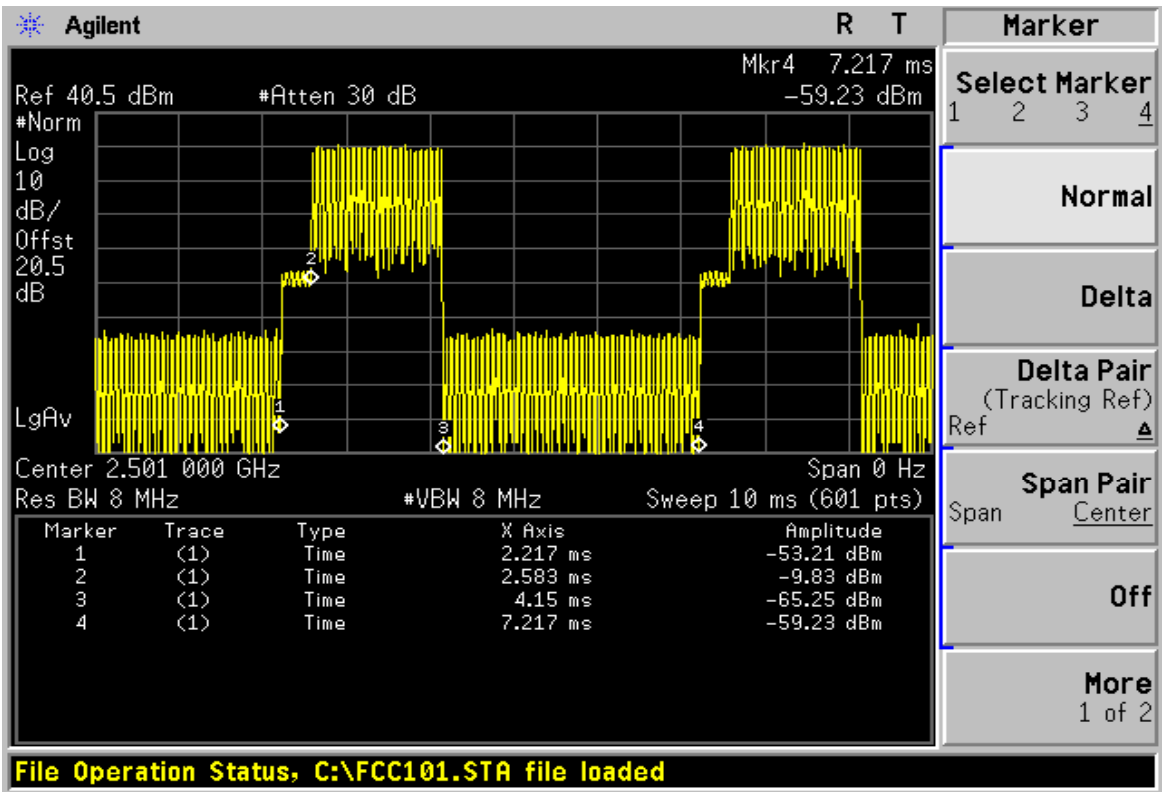 Agilent R T
Mkr4 7.217 ms
Ref 40.5 dBm #Atten 30 dB −59.23 dBm
#Norm
Log
10
dB/
Offst
20.5
dB
LgAv
1
2
3
4
Center 2.501 000 GHz Span 0 Hz
Res BW 8 MHz #VBW 8 MHz Sweep 10 ms (601 pts)
Marker Trace Type X Axis Amplitude
1 (1) Time 2.217 ms −53.21 dBm
2 (1) Time 2.583 ms −9.83 dBm
3 (1) Time 4.15 ms −65.25 dBm
4 (1) Time 7.217 ms −59.23 dBm
File Operation Status, C:\FCC101.STA file loaded
Marker
Select Marker
1 2 3 4
Normal
Delta
Delta Pair
(Tracking Ref)
Ref Δ
Span Pair
Span Center
Off
More
1 of 2